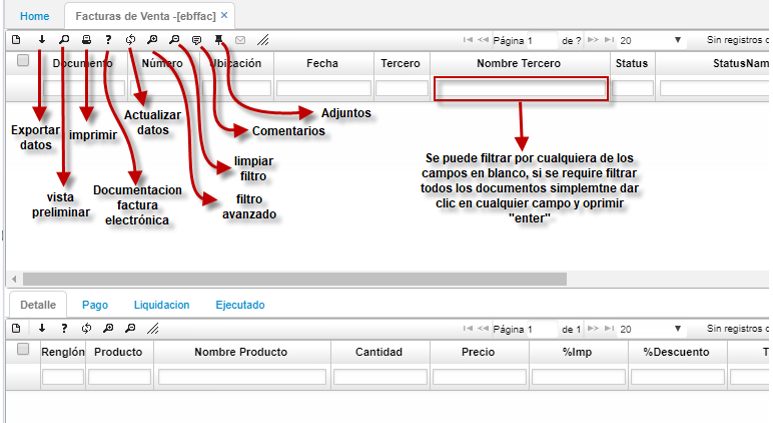 Home
Facturas de Venta -[ebffac] ×
Página 1 de ? 20 Sin registros
Documento Número Ubicación Fecha Tercero Nombre Tercero Status StatusNam
Exportar datos
vista preliminar
imprimir
Documentacion factura electrónica
Actualizar datos
filtro avanzado
limpiar filtro
Comentarios
Adjuntos
Se puede filtrar por cualquiera de los
campos en blanco, si se require filtrar
todos los documentos simplemtne dar
clic en cualquier campo y oprimir
"enter"
Detalle Pago Liquidacion Ejecutado
Página 1 de 1 20 Sin registros
Renglón Producto Nombre Producto Cantidad Precio %Imp %Descuento T